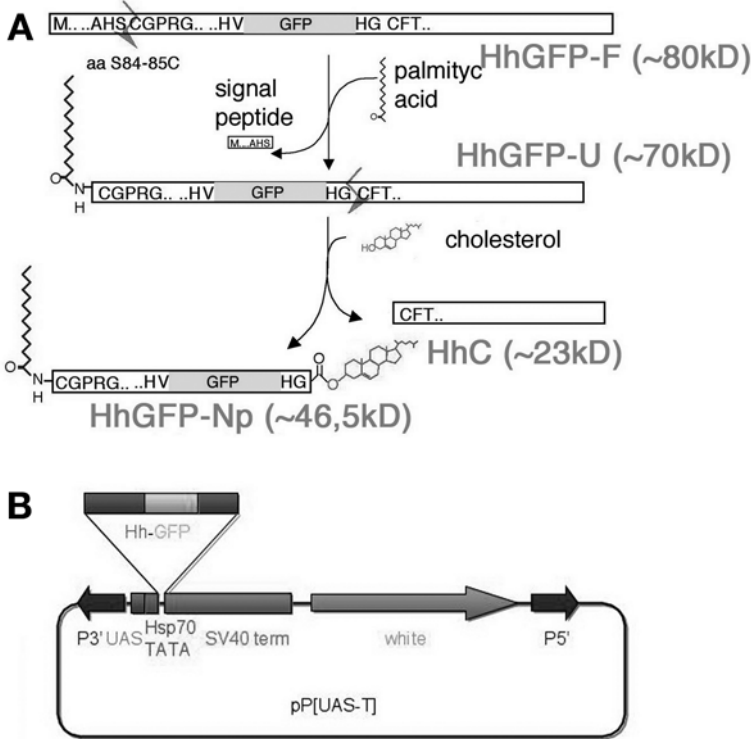 A
M.. ..AHS CGPRG.. ..HV GFP HG CFT..
HhGFP-F (~80kD)
aa S84-85C
signal
peptide
palmityc
acid
O
M....AHS
HhGFP-U (~70kD)
O
N
H
CGPRG.. ..HV GFP HG CFT..
HO
cholesterol
CFT..
HhC (~23kD)
O
N
H
CGPRG.. ..HV GFP HG
O
O
HhGFP-Np (~46,5kD)
B
Hh-GFP
P3' UAS Hsp70
TATA
SV40 term
white
P5'
pP[UAS-T]